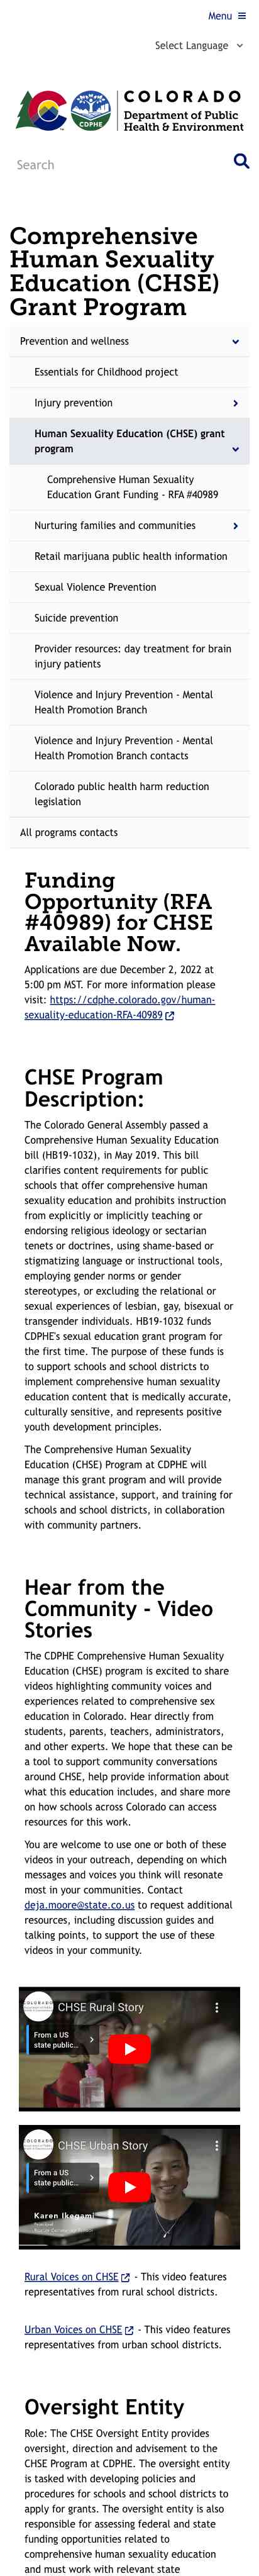 Menu
Select Language
COLORADO
Department of Public
Health & Environment
CDPHE
Search
Comprehensive
Human Sexuality
Education (CHSE)
Grant Program
Prevention and wellness
Essentials for Childhood project
Injury prevention
Human Sexuality Education (CHSE) grant
program
Comprehensive Human Sexuality
Education Grant Funding - RFA #40989
Nurturing families and communities
Retail marijuana public health information
Sexual Violence Prevention
Suicide prevention
Provider resources: day treatment for brain
injury patients
Violence and Injury Prevention - Mental
Health Promotion Branch
Violence and Injury Prevention - Mental
Health Promotion Branch contacts
Colorado public health harm reduction
legislation
All programs contacts
Funding
Opportunity (RFA
#40989) for CHSE
Available Now.
Applications are due December 2, 2022 at
5:00 pm MST. For more information please
visit: https://cdphe.colorado.gov/human-
sexuality-education-RFA-40989
CHSE Program
Description:
The Colorado General Assembly passed a
Comprehensive Human Sexuality Education
bill (HB19-1032), in May 2019. This bill
clarifies content requirements for public
schools that offer comprehensive human
sexuality education and prohibits instruction
from explicitly or implicitly teaching or
endorsing religious ideology or sectarian
tenets or doctrines, using shame-based or
stigmatizing language or instructional tools,
employing gender norms or gender
stereotypes, or excluding the relational or
sexual experiences of lesbian, gay, bisexual or
transgender individuals. HB19-1032 funds
CDPHE's sexual education grant program for
the first time. The purpose of these funds is
to support schools and school districts to
implement comprehensive human sexuality
education content that is medically accurate,
culturally sensitive, and represents positive
youth development principles.
The Comprehensive Human Sexuality
Education (CHSE) Program at CDPHE will
manage this grant program and will provide
technical assistance, support, and training for
schools and school districts, in collaboration
with community partners.
Hear from the
Community - Video
Stories
The CDPHE Comprehensive Human Sexuality
Education (CHSE) program is excited to share
videos highlighting community voices and
experiences related to comprehensive sex
education in Colorado. Hear directly from
students, parents, teachers, administrators,
and other experts. We hope that these can be
a tool to support community conversations
around CHSE, help provide information about
what this education includes, and share more
on how schools across Colorado can access
resources for this work.
You are welcome to use one or both of these
videos in your outreach, depending on which
messages and voices you think will resonate
most in your communities. Contact
deja.moore@state.co.us to request additional
resources, including discussion guides and
talking points, to support the use of these
videos in your community.
CHSE Rural Story
From a US
state public...
CHSE Urban Story
From a US
state public...
Karen Ikegami
Rural Voices on CHSE - This video features
representatives from rural school districts.
Urban Voices on CHSE - This video features
representatives from urban school districts.
Oversight Entity
Role: The CHSE Oversight Entity provides
oversight, direction and advisement to the
CHSE Program at CDPHE. The oversight entity
is tasked with developing policies and
procedures for schools and school districts to
apply for grants. The oversight entity is also
responsible for assessing federal and state
funding opportunities related to
comprehensive human sexuality education
and must work with relevant state